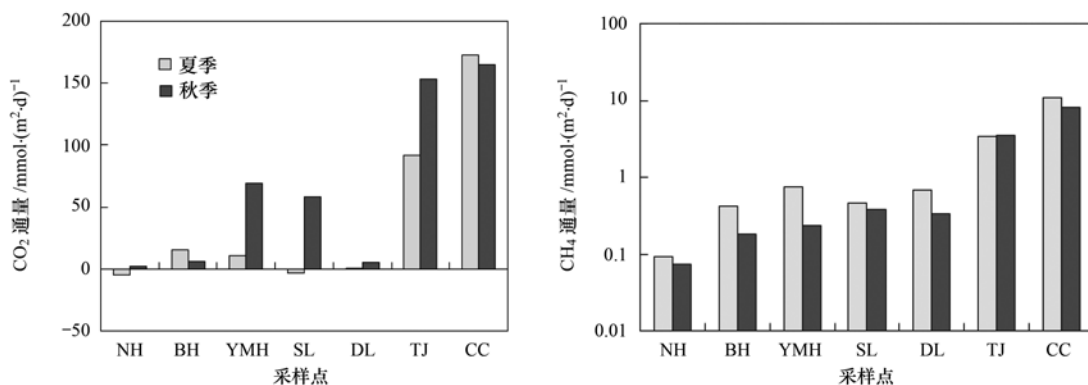 200
150
100
50
0
−50
CO₂ 通量 /mmol·(m²·d)⁻¹
夏季
秋季
NH BH YMH SL DL TJ CC
采样点
100
10
1
0.1
0.01
CH₄ 通量 /mmol·(m²·d)⁻¹
NH BH YMH SL DL TJ CC
采样点